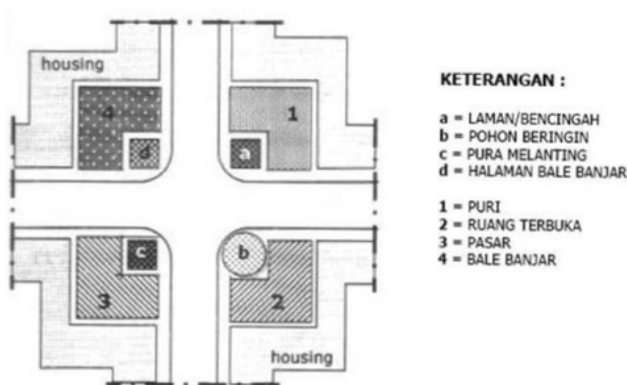 housing
4
1
d
a
c
b
3
2
housing
KETERANGAN :
a = LAMAN/BENCINGAH
b = POHON BERINGIN
c = PURA MELANTING
d = HALAMAN BALE BANJAR
1 = PURI
2 = RUANG TERBUKA
3 = PASAR
4 = BALE BANJAR